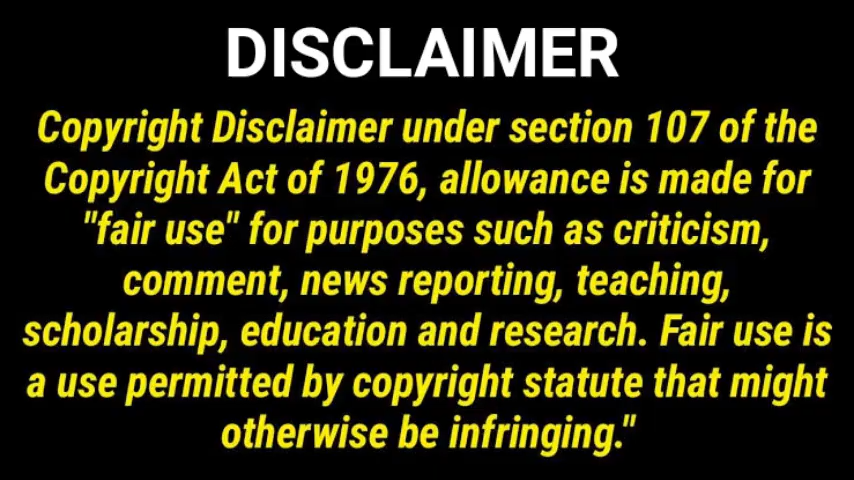 DISCLAIMER
Copyright Disclaimer under section 107 of the
Copyright Act of 1976, allowance is made for
"fair use" for purposes such as criticism,
comment, news reporting, teaching,
scholarship, education and research. Fair use is
a use permitted by copyright statute that might
otherwise be infringing."